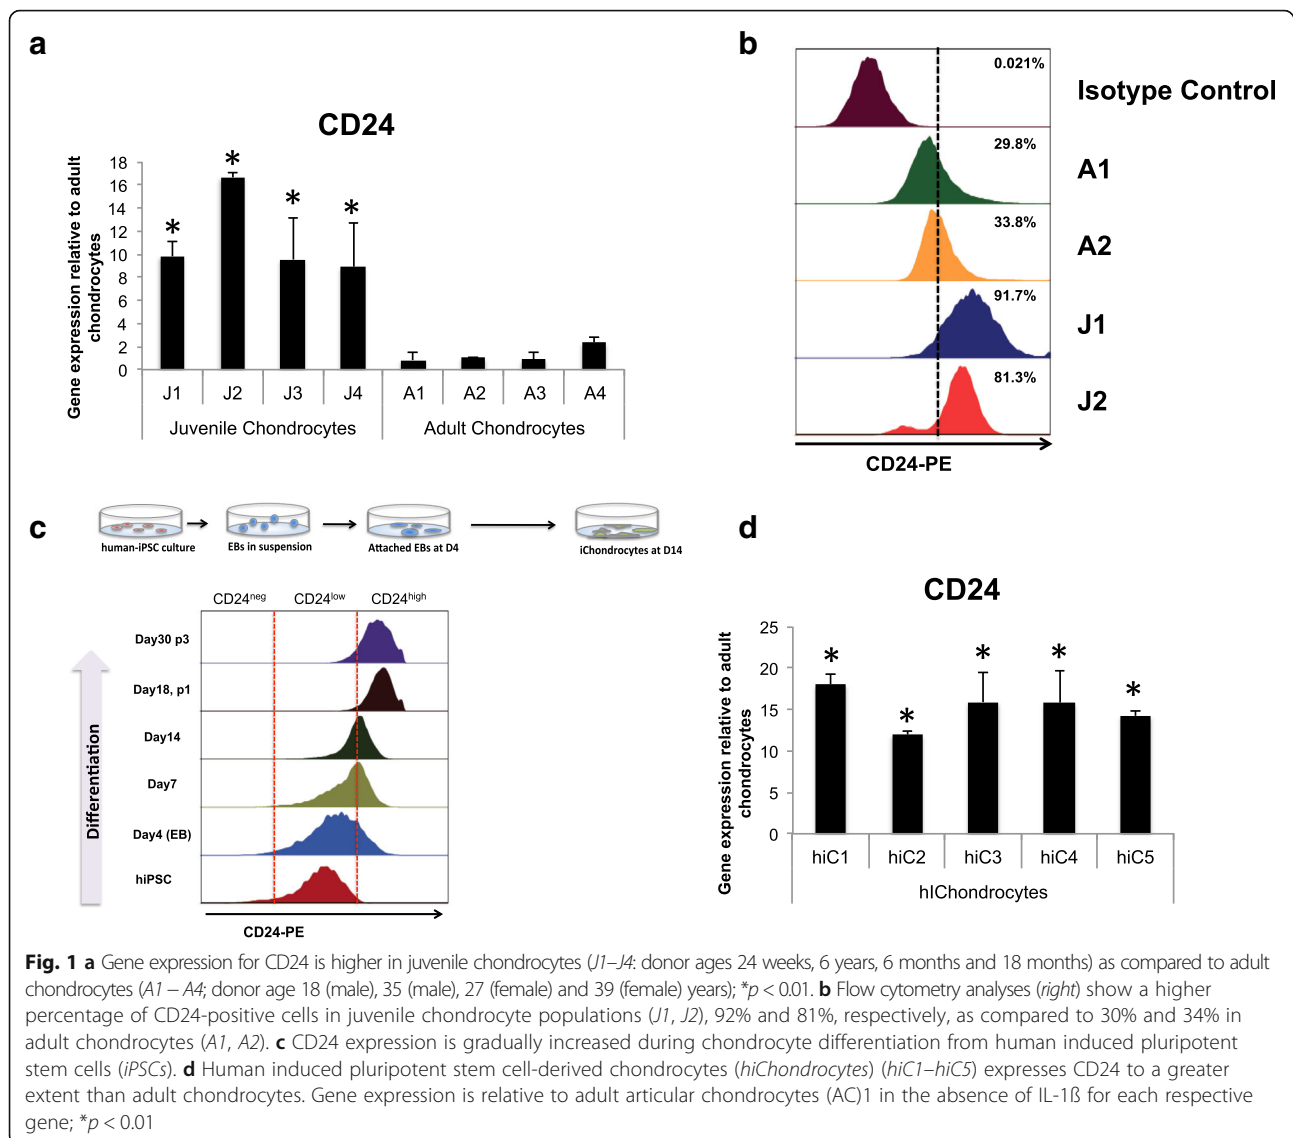 a
CD24
Gene expression relative to adult
chondrocytes
18
16
14
12
10
8
6
4
2
0
*
*
*
*
J1 J2 J3 J4 A1 A2 A3 A4
Juvenile Chondrocytes Adult Chondrocytes
b
0.021%
Isotype Control
29.8%
A1
33.8%
A2
91.7%
J1
81.3%
J2
CD24-PE
c
human-iPSC culture EBs in suspension Attached EBs at D4 iChondrocytes at D14
CD24neg CD24low CD24high
Differentiation
Day30 p3
Day18, p1
Day14
Day7
Day4 (EB)
hiPSC
CD24-PE
d
CD24
Gene expression relative to adult
chondrocytes
25
20
15
10
5
0
*
*
*
*
*
hiC1 hiC2 hiC3 hiC4 hiC5
hIChondrocytes
Fig. 1 a Gene expression for CD24 is higher in juvenile chondrocytes (J1–J4: donor ages 24 weeks, 6 years, 6 months and 18 months) as compared to adult
chondrocytes (A1 – A4; donor age 18 (male), 35 (male), 27 (female) and 39 (female) years); *p < 0.01. b Flow cytometry analyses (right) show a higher
percentage of CD24-positive cells in juvenile chondrocyte populations (J1, J2), 92% and 81%, respectively, as compared to 30% and 34% in
adult chondrocytes (A1, A2). c CD24 expression is gradually increased during chondrocyte differentiation from human induced pluripotent
stem cells (iPSCs). d Human induced pluripotent stem cell-derived chondrocytes (hiChondrocytes) (hiC1–hiC5) expresses CD24 to a greater
extent than adult chondrocytes. Gene expression is relative to adult articular chondrocytes (AC)1 in the absence of IL-1ß for each respective
gene; *p < 0.01